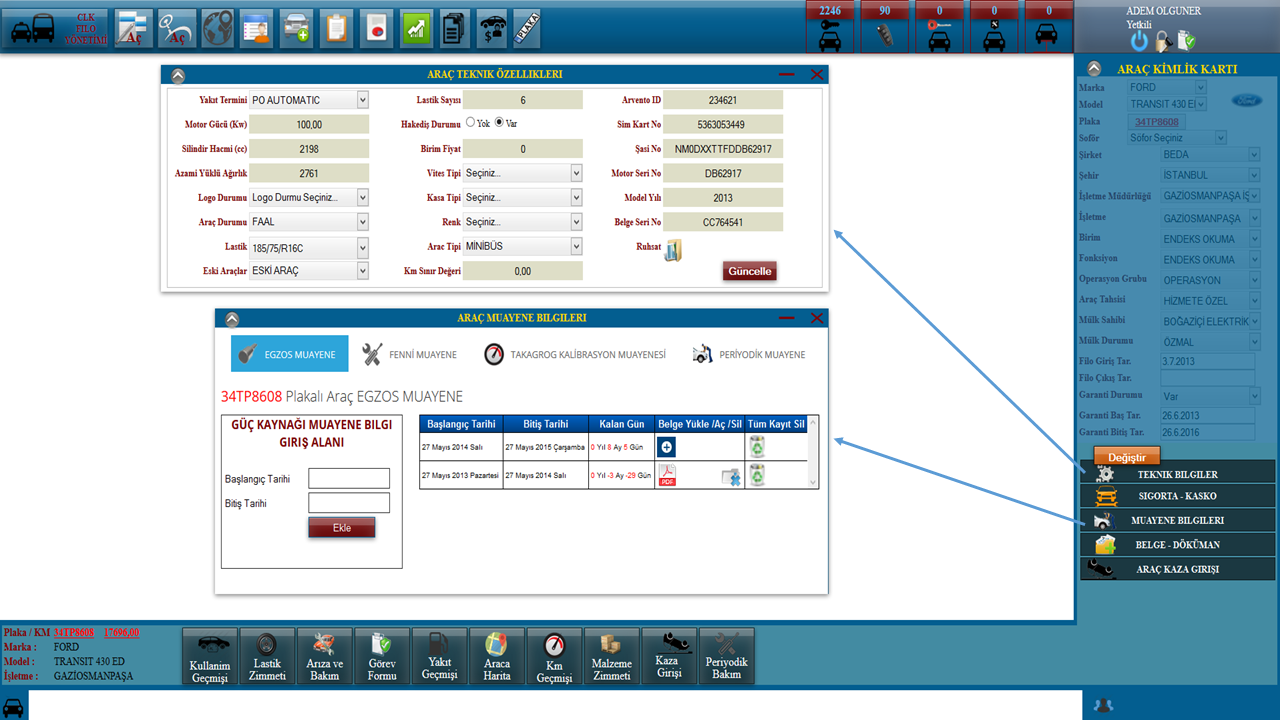 CLK
FİLO
YÖNETİMİ
Aç
Aç
PLAKA
2246
90
0
0
0
ADEM OLGUNER
Yetkili
ARAÇ TEKNIK ÖZELLIKLERI
Yakıt Termini PO AUTOMATIC
Lastik Sayısı 6
Arvento ID 234621
Motor Gücü (Kw) 100,00
Hakediş Durumu Yok Var
Sim Kart No 5363053449
Silindir Hacmi (cc) 2198
Birim Fiyat 0
Şasi No NM0DXXTTFDDB62917
Azami Yüklü Ağırlık 2761
Vites Tipi Seçiniz...
Motor Seri No DB62917
Logo Durumu Logo Durmu Seçiniz...
Kasa Tipi Seçiniz...
Model Yılı 2013
Araç Durumu FAAL
Renk Seçiniz...
Belge Seri No CC764541
Lastik 185/75/R16C
Arac Tipi MİNİBÜS
Ruhsat
Eski Araçlar ESKİ ARAÇ
Km Sınır Değeri 0,00
Güncelle
ARAÇ MUAYENE BILGILERI
EGZOS MUAYENE
FENNİ MUAYENE
TAKAGROG KALİBRASYON MUAYENESİ
PERİYODİK MUAYENE
34TP8608 Plakalı Araç EGZOS MUAYENE
GÜÇ KAYNAĞI MUAYENE BILGI
GIRIŞ ALANI
Başlangıç Tarihi
Bitiş Tarihi
Ekle
Başlangıç Tarihi Bitiş Tarihi Kalan Gün Belge Yükle /Aç /Sil Tüm Kayıt Sil
27 Mayıs 2014 Salı 27 Mayıs 2015 Çarşamba 0 Yıl 8 Ay 5 Gün
27 Mayıs 2013 Pazartesi 27 Mayıs 2014 Salı 0 Yıl -3 Ay -29 Gün PDF
ARAÇ KİMLİK KARTI
Marka FORD
Ford
Model TRANSIT 430 E
Plaka 34TP8608
Soför Söfor Seçiniz
Şirket BEDA
Şehir İSTANBUL
İşletme Müdürlüğü GAZİOSMANPAŞA İŞ
İşletme GAZİOSMANPAŞA
Birim ENDEKS OKUMA
Fonksiyon ENDEKS OKUMA
Operasyon Grubu OPERASYON
Araç Tahsisi HİZMETE ÖZEL
Mülk Sahibi BOĞAZİÇİ ELEKTRİK
Mülk Durumu ÖZMAL
Filo Giriş Tar. 3.7.2013
Filo Çıkış Tar.
Garanti Durumu Var
Garanti Baş Tar. 26.6.2013
Garanti Bitiş Tar. 26.6.2016
Değiştir
TEKNIK BILGILER
SIGORTA - KASKO
MUAYENE BILGILERI
BELGE - DÖKÜMAN
ARAÇ KAZA GIRIŞI
Plaka / KM 34TP8608 17696,00
Marka : FORD
Model : TRANSIT 430 ED
İşletme : GAZİOSMANPAŞA
Kullanim
Geçmişi
Lastik
Zimmeti
Arıza ve
Bakım
Görev
Formu
Yakıt
Geçmişi
Araca
Harita
Km
Geçmişi
Malzeme
Zimmeti
Kaza
Girişi
Periyodik
Bakım